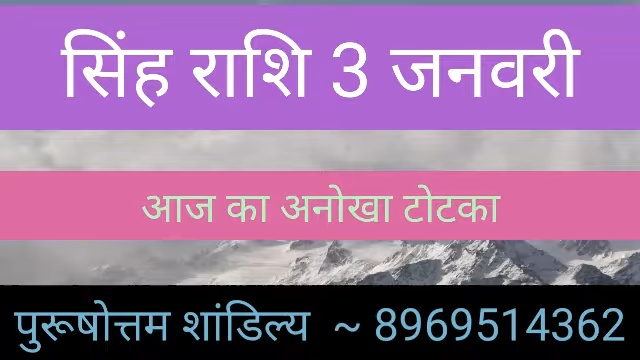 सिंह राशि 3 जनवरी
आज का अनोखा टोटका
पुरूषोत्तम शांडिल्य ~ 8969514362